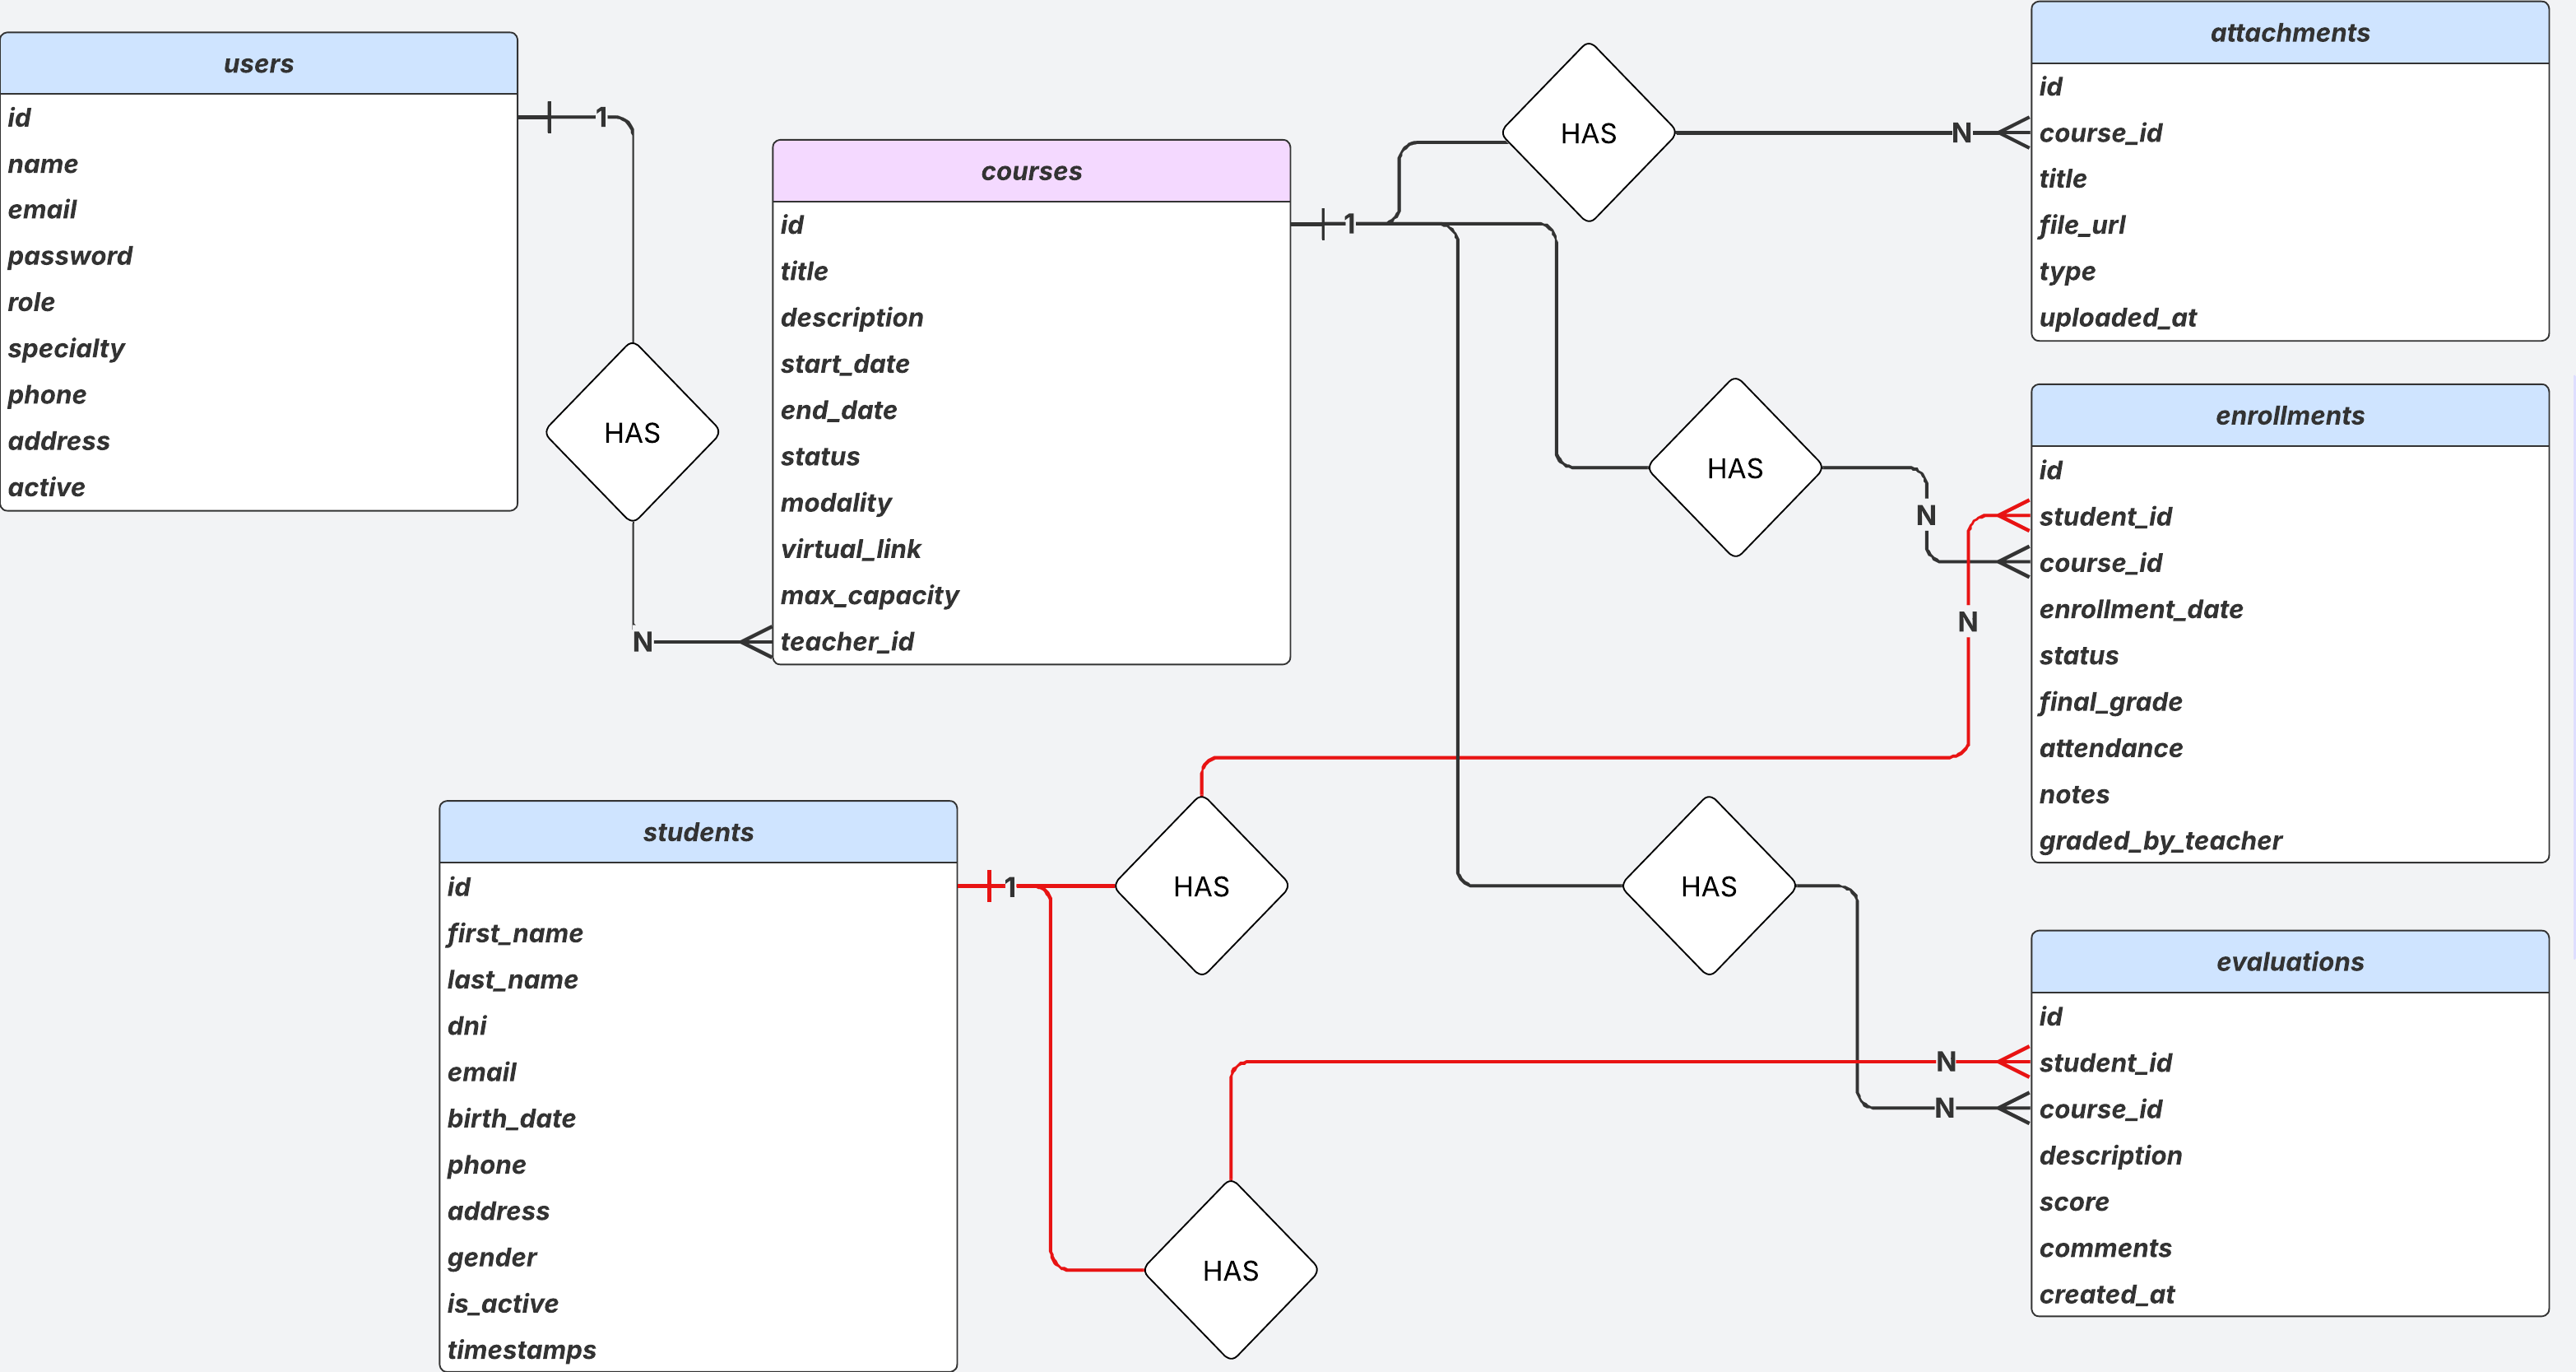 users
id
name
email
password
role
specialty
phone
address
active
1
HAS
N
courses
id
title
description
start_date
end_date
status
modality
virtual_link
max_capacity
teacher_id
1
HAS
N
attachments
id
course_id
title
file_url
type
uploaded_at
HAS
N
enrollments
id
student_id
course_id
enrollment_date
status
final_grade
attendance
notes
graded_by_teacher
N
students
id
first_name
last_name
dni
email
birth_date
phone
address
gender
is_active
timestamps
1
HAS
HAS
HAS
N
N
evaluations
id
student_id
course_id
description
score
comments
created_at